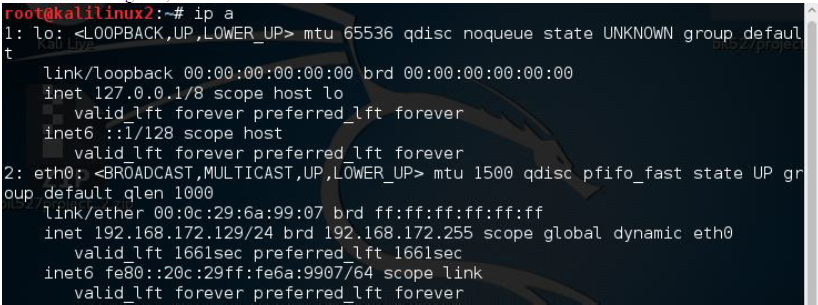 root@kalilinux2:~# ip a
1: lo: <LOOPBACK,UP,LOWER_UP> mtu 65536 qdisc noqueue state UNKNOWN group defaul
t
    link/loopback 00:00:00:00:00:00 brd 00:00:00:00:00:00
    inet 127.0.0.1/8 scope host lo
       valid_lft forever preferred_lft forever
    inet6 ::1/128 scope host
       valid_lft forever preferred_lft forever
2: eth0: <BROADCAST,MULTICAST,UP,LOWER_UP> mtu 1500 qdisc pfifo_fast state UP gr
oup default qlen 1000
    link/ether 00:0c:29:6a:99:07 brd ff:ff:ff:ff:ff:ff
    inet 192.168.172.129/24 brd 192.168.172.255 scope global dynamic eth0
       valid_lft 1661sec preferred_lft 1661sec
    inet6 fe80::20c:29ff:fe6a:9907/64 scope link
       valid_lft forever preferred_lft forever
Kali Live